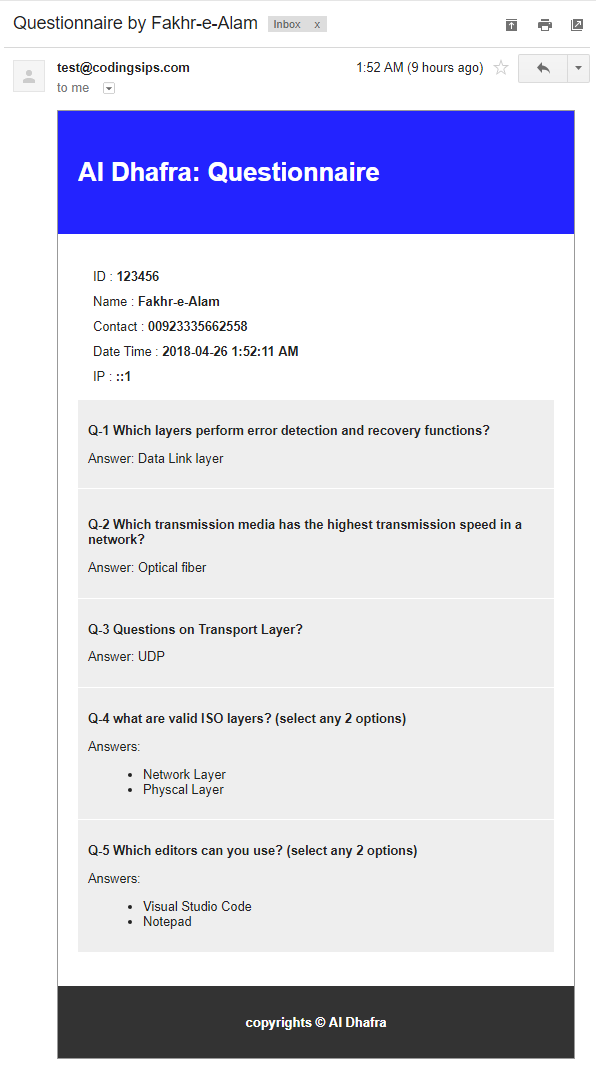 Questionnaire by Fakhr-e-Alam Inbox x
test@codingsips.com 1:52 AM (9 hours ago)
to me
Al Dhafra: Questionnaire
ID : 123456
Name : Fakhr-e-Alam
Contact : 00923335662558
Date Time : 2018-04-26 1:52:11 AM
IP : ::1
Q-1 Which layers perform error detection and recovery functions?
Answer: Data Link layer
Q-2 Which transmission media has the highest transmission speed in a
network?
Answer: Optical fiber
Q-3 Questions on Transport Layer?
Answer: UDP
Q-4 what are valid ISO layers? (select any 2 options)
Answers:
• Network Layer
• Physcal Layer
Q-5 Which editors can you use? (select any 2 options)
Answers:
• Visual Studio Code
• Notepad
copyrights © Al Dhafra